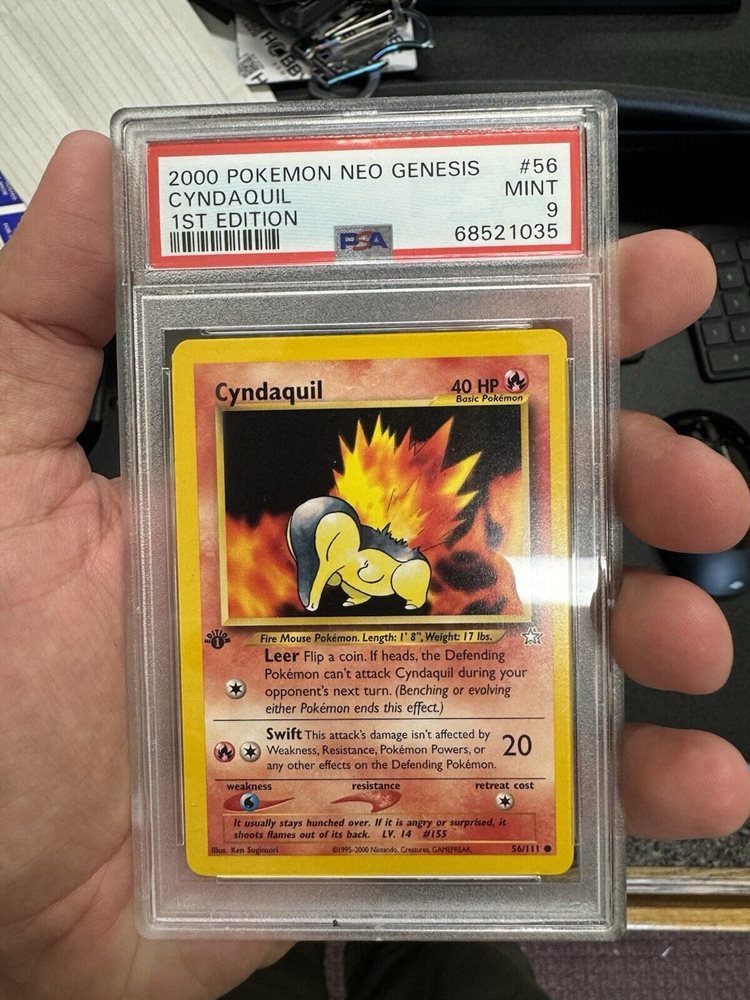 HOBB
2000 POKEMON NEO GENESIS #56
CYNDAQUIL MINT
1ST EDITION 9
PSA 68521035
Cyndaquil 40 HP
Basic Pokémon
EDITION 1
Fire Mouse Pokémon. Length: 1' 8", Weight: 17 lbs.
Leer Flip a coin. If heads, the Defending
Pokémon can't attack Cyndaquil during your
opponent's next turn. (Benching or evolving
either Pokémon ends this effect.)
Swift This attack's damage isn't affected by
Weakness, Resistance, Pokémon Powers, or 20
any other effects on the Defending Pokémon.
weakness resistance retreat cost
It usually stays hunched over. If it is angry or surprised, it
shoots flames out of its back. LV. 14 #155
Illus. Ken Sugimori ©1995-2000 Nintendo, Creatures, GAMEFREAK. 56/111